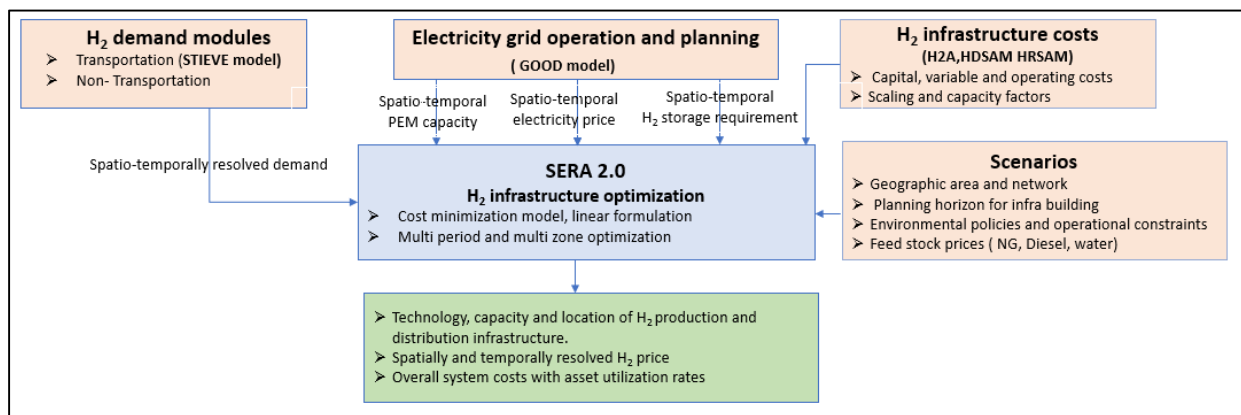 H₂ demand modules
➢ Transportation (STIEVE model)
➢ Non- Transportation
Electricity grid operation and planning
( GOOD model)
H₂ infrastructure costs
(H2A,HDSAM HRSAM)
➢ Capital, variable and operating costs
➢ Scaling and capacity factors
Spatio-temporal
PEM capacity
Spatio-temporal
electricity price
Spatio-temporal
H₂ storage requirement
Spatio-temporally resolved demand
SERA 2.0
H₂ infrastructure optimization
➢ Cost minimization model, linear formulation
➢ Multi period and multi zone optimization
Scenarios
➢ Geographic area and network
➢ Planning horizon for infra building
➢ Environmental policies and operational constraints
➢ Feed stock prices ( NG, Diesel, water)
➢ Technology, capacity and location of H₂ production and
distribution infrastructure.
➢ Spatially and temporally resolved H₂ price
➢ Overall system costs with asset utilization rates